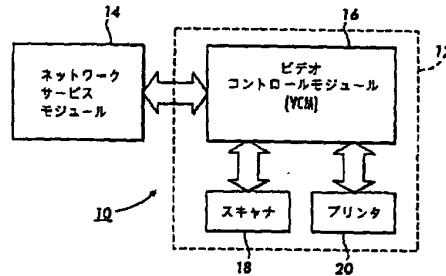 14
16
12
ネットワーク
サービス
モジュール
ビデオ
コントロールモジュール
(VCM)
10
スキャナ
プリンタ
18
20